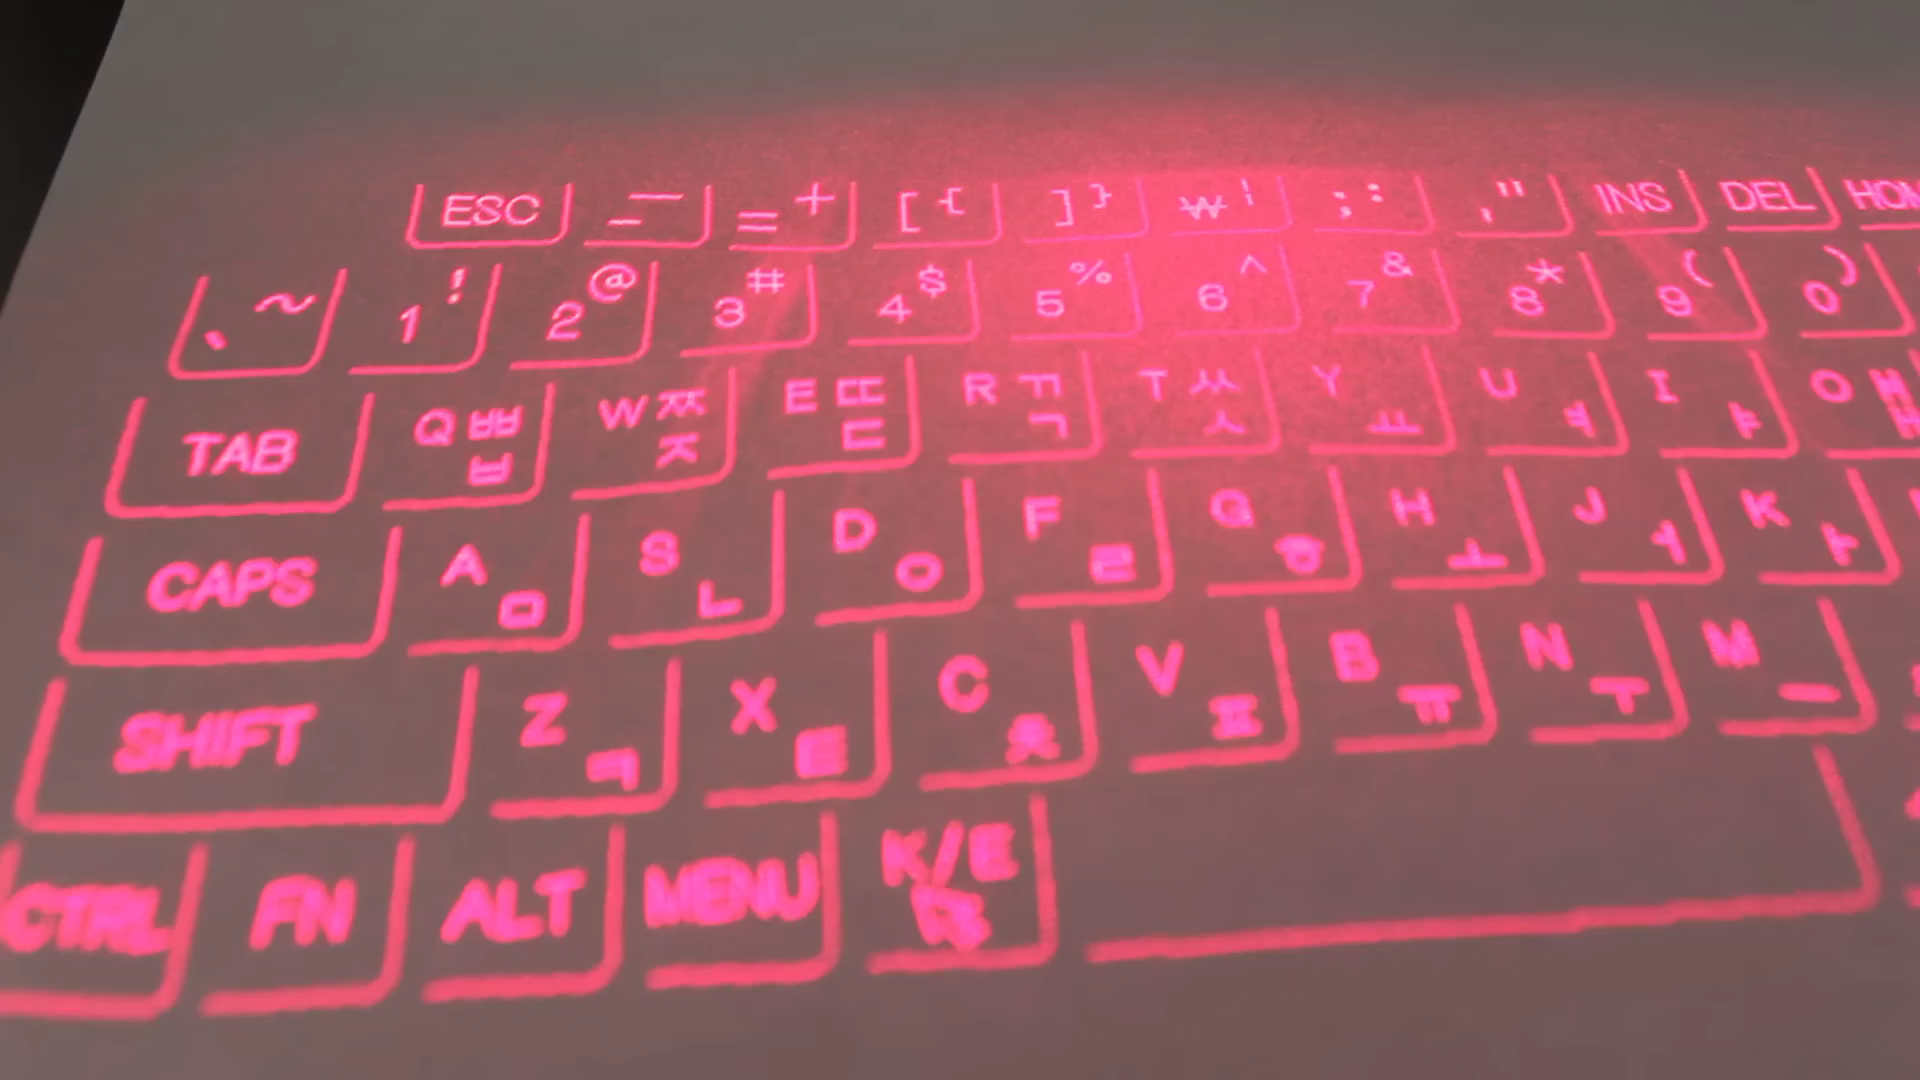 ESC _ — = + [ { ] } ₩ ¦ ; : , " INS DEL HOM
. ~ 1 ! 2 @ 3 # 4 $ 5 % 6 ^ 7 & 8 * 9 ( 0 )
TAB Q ㅃ ㅂ W ㅉ ㅈ E ㄸ ㄷ R ㄲ ㄱ T ㅆ ㅅ Y ㅛ U ㅕ I ㅑ O ㅒ ㅐ
CAPS A ㅁ S ㄴ D ㅇ F ㄹ G ㅎ H ㅗ J ㅓ K ㅏ
SHIFT Z ㅋ X ㅌ C ㅊ V ㅍ B ㅠ N ㅜ M ㅡ
CTRL FN ALT MENU K/E